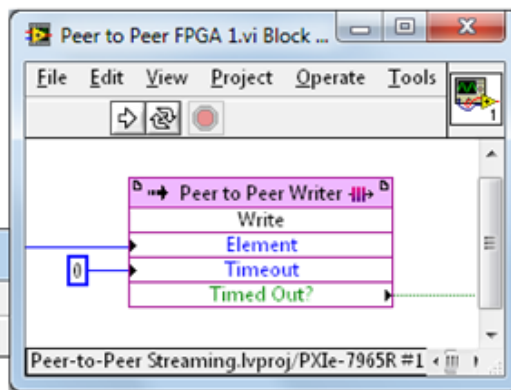 Peer to Peer FPGA 1.vi Block ...
File Edit View Project Operate Tools
1
Peer to Peer Writer
Write
Element
0
Timeout
Timed Out?
Peer-to-Peer Streaming.lvproj/PXIe-7965R #1